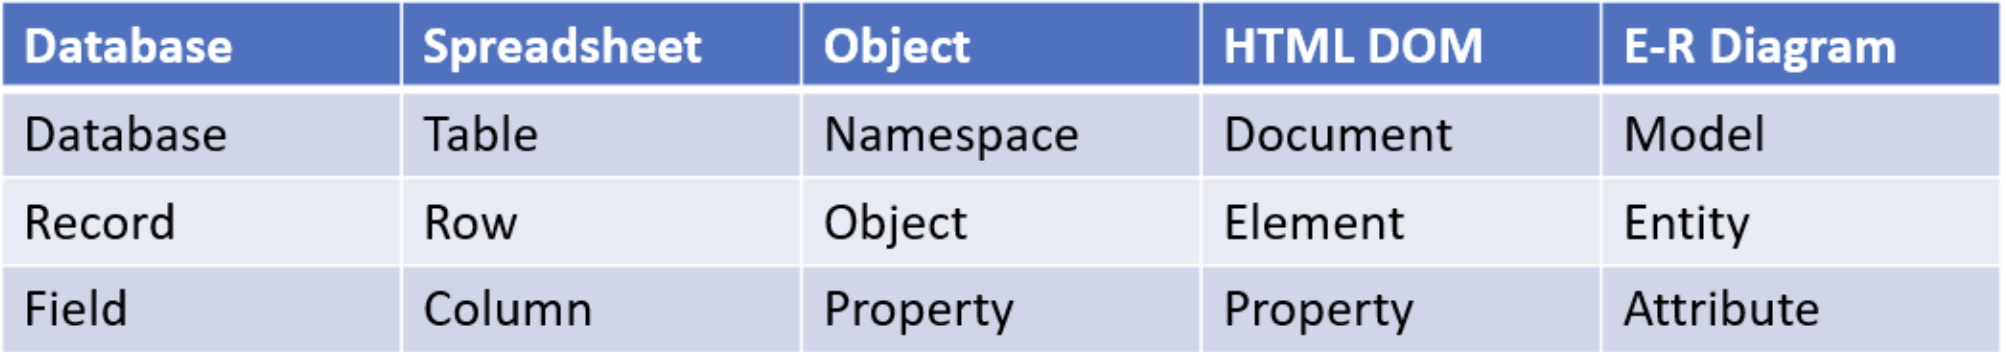 Database Spreadsheet Object HTML DOM E-R Diagram
Database Table Namespace Document Model
Record Row Object Element Entity
Field Column Property Property Attribute